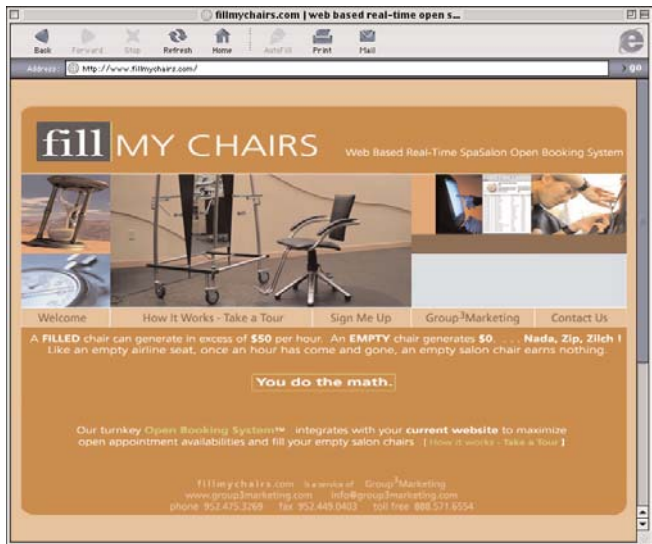 fillmychairs.com | web based real-time open s...
Back Forward Stop Refresh Home AutoFill Print Mail
Address: http://www.fillmychairs.com/ go
fill MY CHAIRS Web Based Real-Time SpaSalon Open Booking System
Welcome How It Works - Take a Tour Sign Me Up Group3Marketing Contact Us
A FILLED chair can generate in excess of $50 per hour. An EMPTY chair generates $0. . . . . Nada, Zip, Zilch !
Like an empty airline seat, once an hour has come and gone, an empty salon chair earns nothing.
You do the math.
Our turnkey Open Booking System™ integrates with your current website to maximize
open appointment availabilities and fill your empty salon chairs [ How it works - Take a Tour ]
fillmychairs.com is a service of Group3Marketing
www.group3marketing.com info@group3marketing.com
phone 952.475.3269 fax 952.449.0403 toll free 888.571.6554